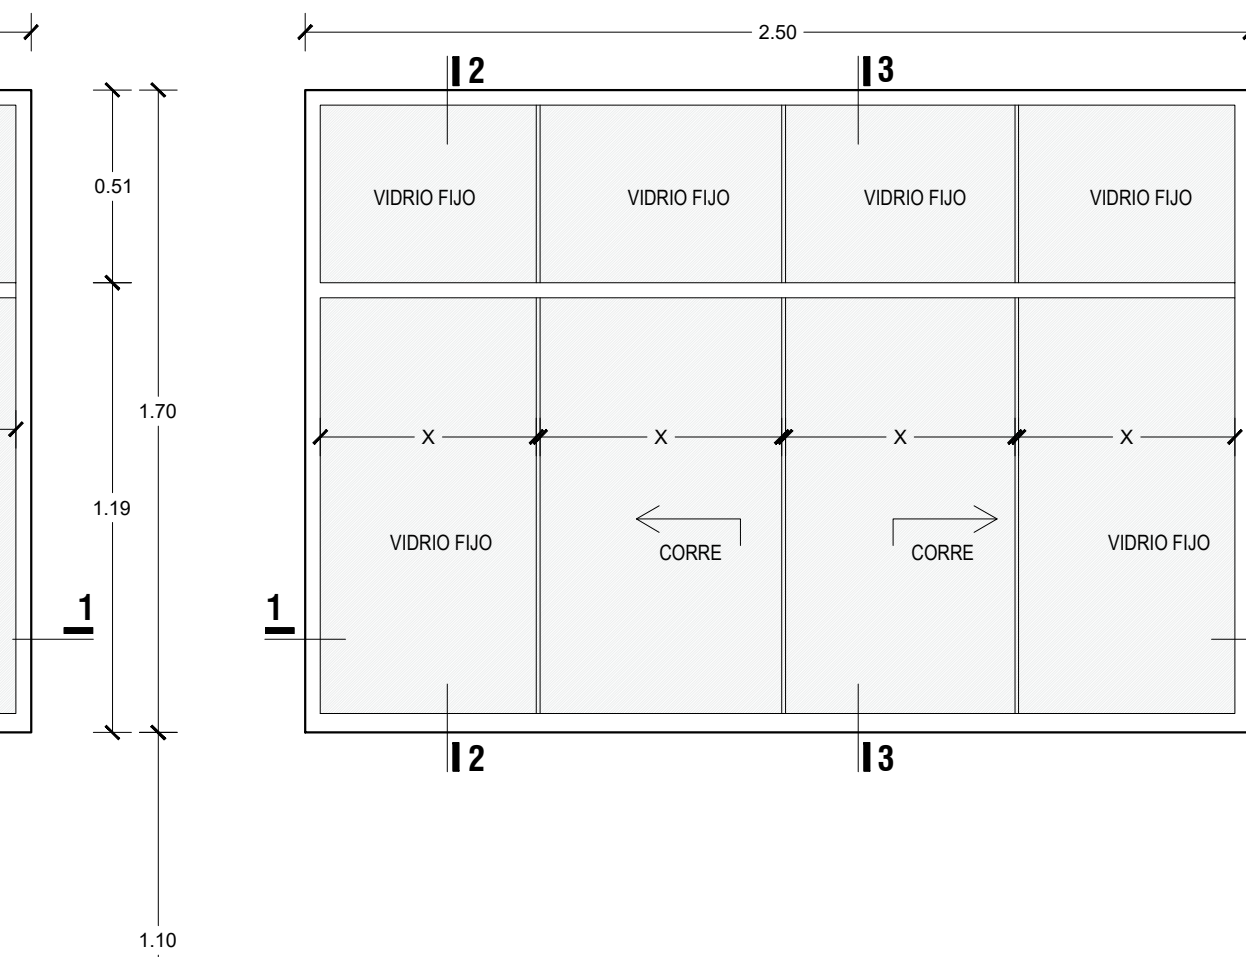 2.50
2
3
0.51
VIDRIO FIJO
VIDRIO FIJO
VIDRIO FIJO
VIDRIO FIJO
1.70
X
X
X
X
1.19
VIDRIO FIJO
CORRE
CORRE
VIDRIO FIJO
1
1
2
3
1.10